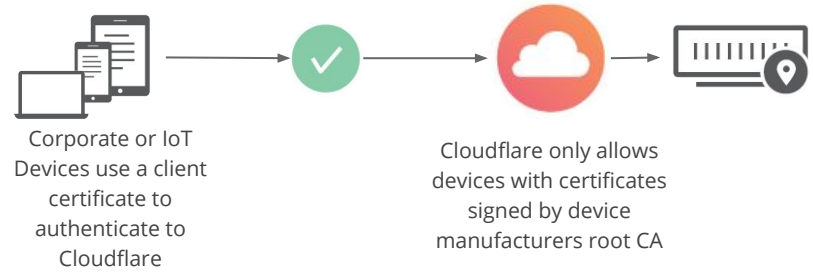 Corporate or IoT
Devices use a client
certificate to
authenticate to
Cloudflare
Cloudflare only allows
devices with certificates
signed by device
manufacturers root CA